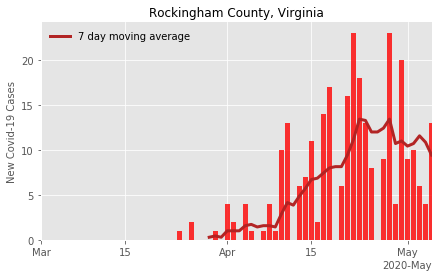 Rockingham County, Virginia
7 day moving average
New Covid-19 Cases
20
15
10
5
0
Mar
15
Apr
15
May
2020-May